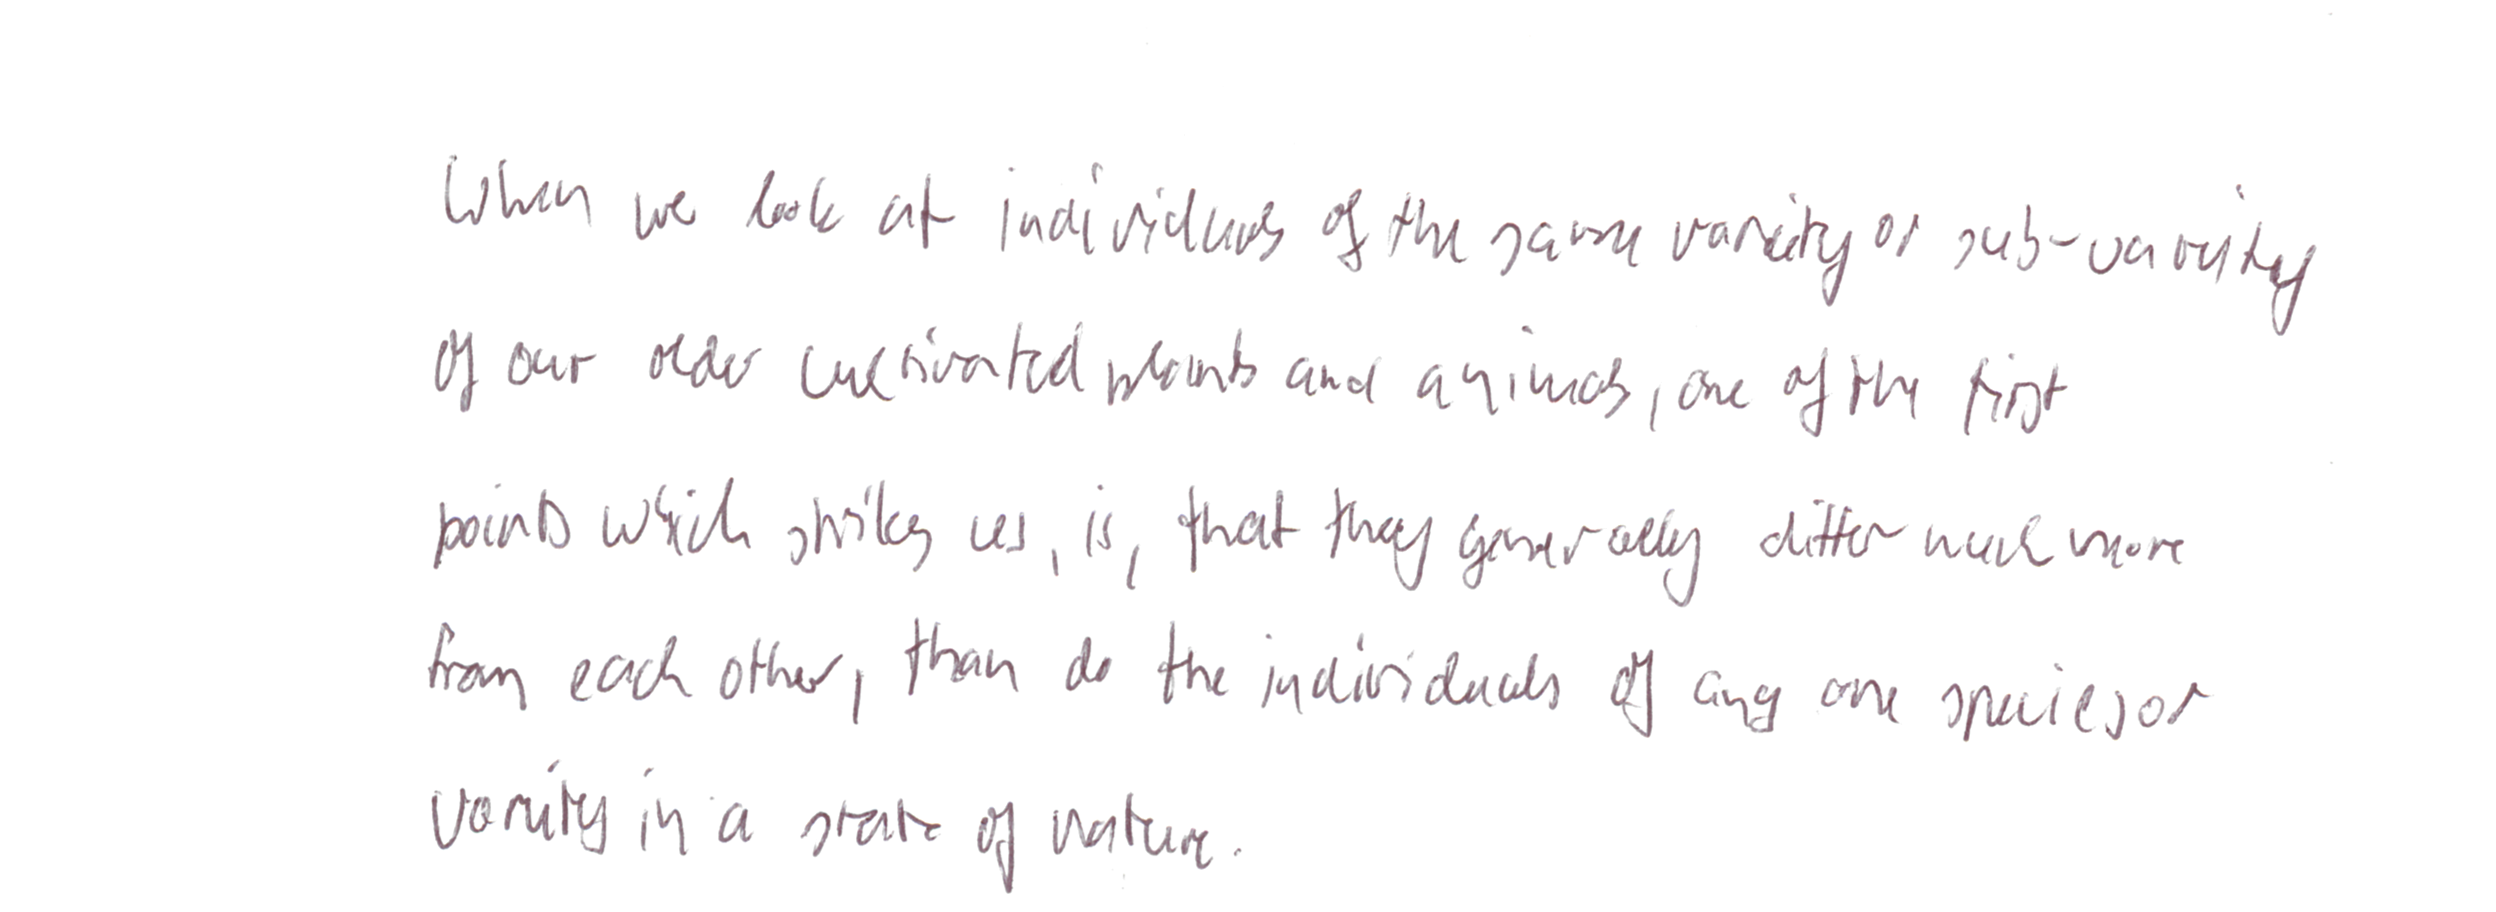 When we look at individuals of the same variety or sub-variety
of our older cultivated plants and animals, one of the first
points which strikes us, is, that they generally differ much more
from each other, than do the individuals of any one species or
variety in a state of nature.